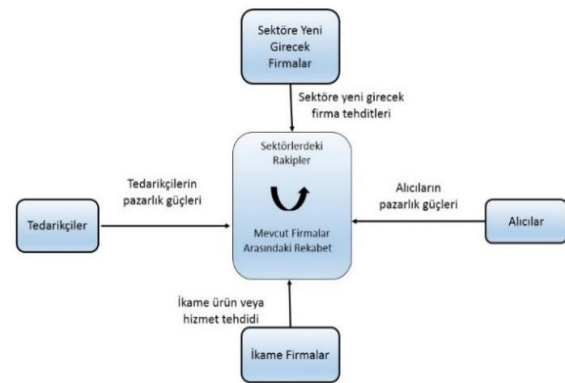 Sektöre Yeni
Girecek
Firmalar
Sektöre yeni girecek
firma tehditleri
Sektörlerdeki
Rakipler
Tedarikçilerin
pazarlık güçleri
Alıcıların
pazarlık güçleri
Tedarikçiler
Mevcut Firmalar
Arasındaki Rekabet
Alıcılar
İkame ürün veya
hizmet tehdidi
İkame Firmalar